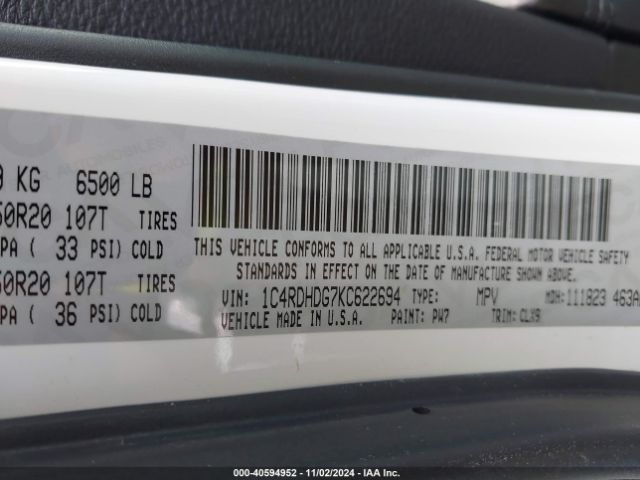 KG 6500 LB
50R20 107T TIRES
PA ( 33 PSI) COLD
50R20 107T TIRES
PA ( 36 PSI) COLD
THIS VEHICLE CONFORMS TO ALL APPLICABLE U.S.A. FEDERAL MOTOR VEHICLE SAFETY
STANDARDS IN EFFECT ON THE DATE OF MANUFACTURE SHOWN ABOVE.
VIN: 1C4RDHDG7KC622694 TYPE: MPV MDH: 111823 463A
VEHICLE MADE IN U.S.A. PAINT: PW7 TRIM: CLX9
000-40594952 - 11/02/2024 - IAA Inc.